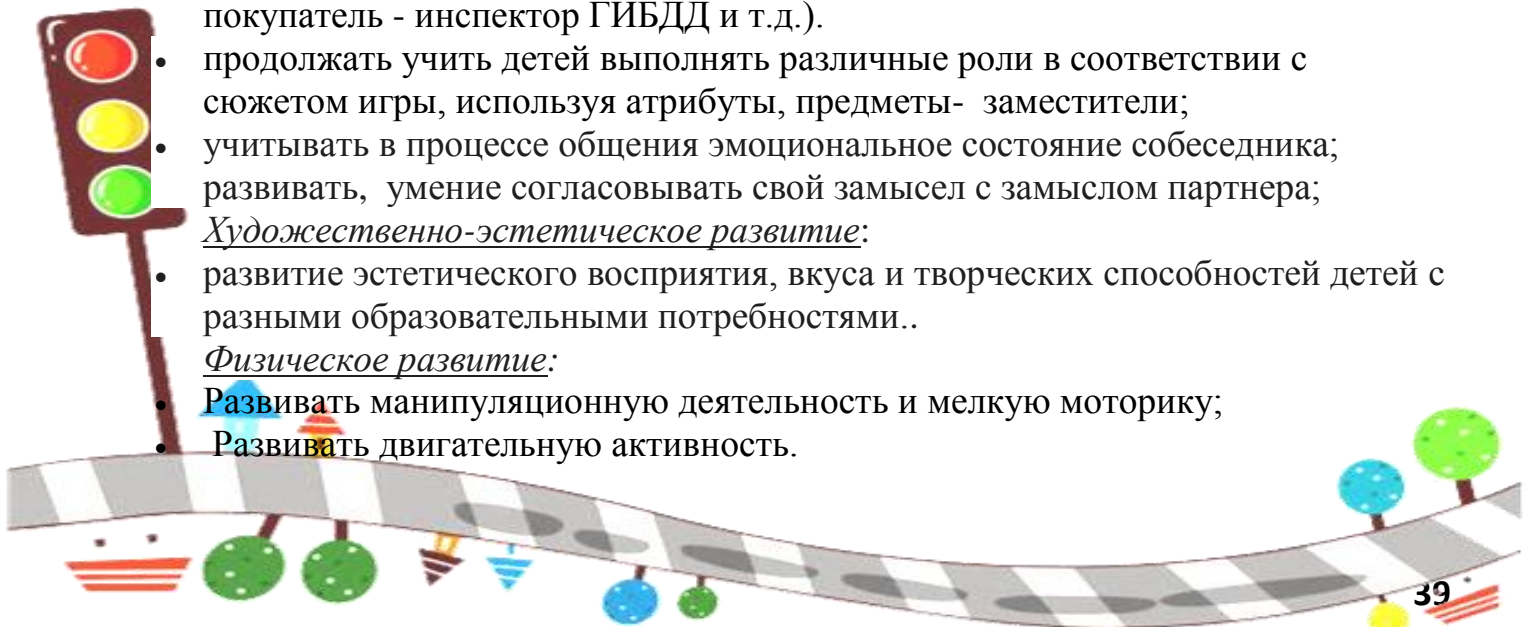 покупатель - инспектор ГИБДД и т.д.).
• продолжать учить детей выполнять различные роли в соответствии с
сюжетом игры, используя атрибуты, предметы- заместители;
• учитывать в процессе общения эмоциональное состояние собеседника;
развивать, умение согласовывать свой замысел с замыслом партнера;
Художественно-эстетическое развитие:
• развитие эстетического восприятия, вкуса и творческих способностей детей с
разными образовательными потребностями..
Физическое развитие:
• Развивать манипуляционную деятельность и мелкую моторику;
• Развивать двигательную активность.
39